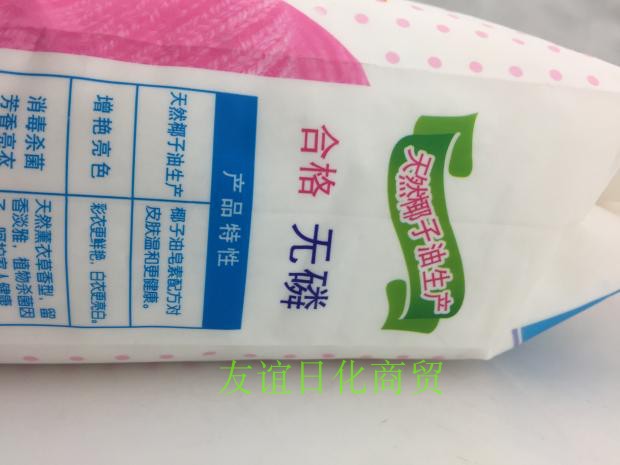 天然椰子油生产
合格 无磷
产品特性
天然椰子油生产
椰子油皂素配方对
皮肤温和更健康。
增艳亮色
彩衣更鲜艳，白衣更亮白。
消毒杀菌
芳香亮衣
天然薰衣草香型，留
香淡雅，植物杀菌因
友谊日化商贸